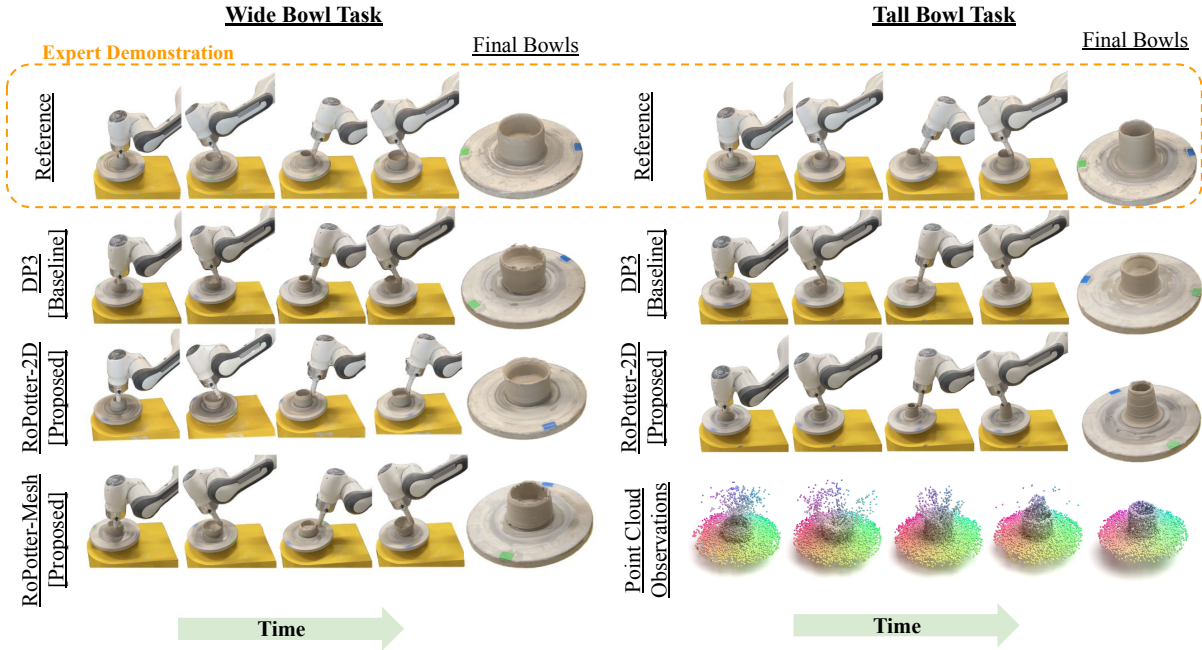 Wide Bowl Task
Tall Bowl Task
Expert Demonstration
Final Bowls
Final Bowls
Reference
Reference
DP3
[Baseline]
DP3
[Baseline]
RoPotter-2D
[Proposed]
RoPotter-2D
[Proposed]
RoPotter-Mesh
[Proposed]
Point Cloud
Observations
Time
Time